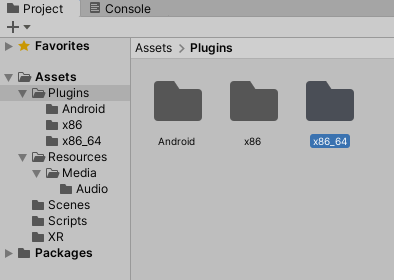 Project
Console
Favorites
Assets
Plugins
Android
x86
x86_64
Resources
Media
Audio
Scenes
Scripts
XR
Packages
Assets > Plugins
Android
x86
x86_64